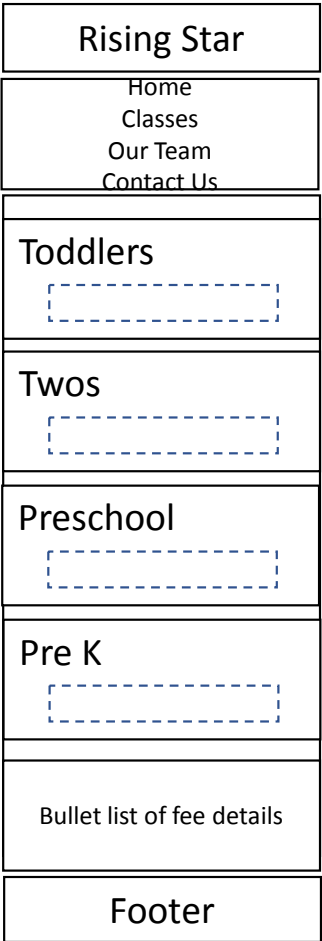 Rising Star
Home
Classes
Our Team
Contact Us
Toddlers
Twos
Preschool
Pre K
Bullet list of fee details
Footer